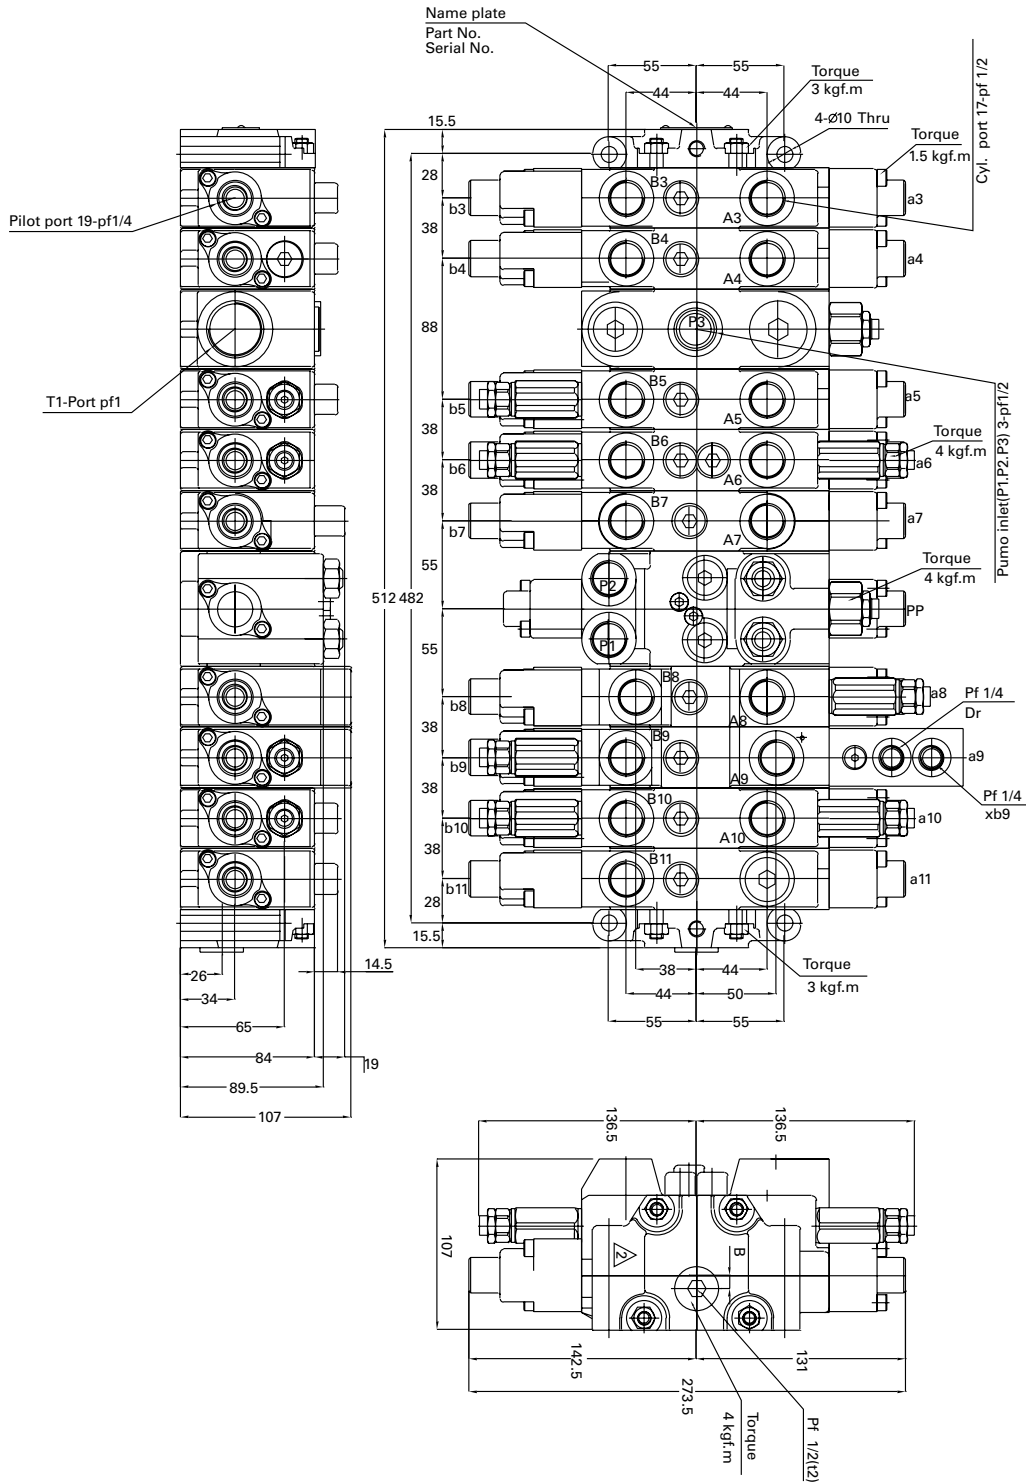 Name plate
Part No.
Serial No.
55
55
44
44
Torque
3 kgf.m
4-Ø10 Thru
Torque
1.5 kgf.m
Cyl. port 17-pf 1/2
15.5
28
38
88
38
38
55
55
38
38
38
28
15.5
512
482
Pilot port 19-pf1/4
T1-Port pf1
b3
B3
A3
a3
b4
B4
A4
a4
P3
b5
B5
A5
a5
b6
B6
A6
a6
Torque
4 kgf.m
Pumo inlet(P1.P2.P3) 3-pf1/2
b7
B7
A7
a7
P2
P1
PP
Torque
4 kgf.m
b8
B8
A8
a8
Pf 1/4
Dr
b9
B9
A9
a9
Pf 1/4
xb9
b10
B10
A10
a10
b11
B11
a11
26
14.5
34
65
84
19
89.5
107
38
44
44
50
55
55
Torque
3 kgf.m
136.5
136.5
107
2
B
142.5
131
273.5
Torque
4 kgf.m
Pf 1/2(t2)